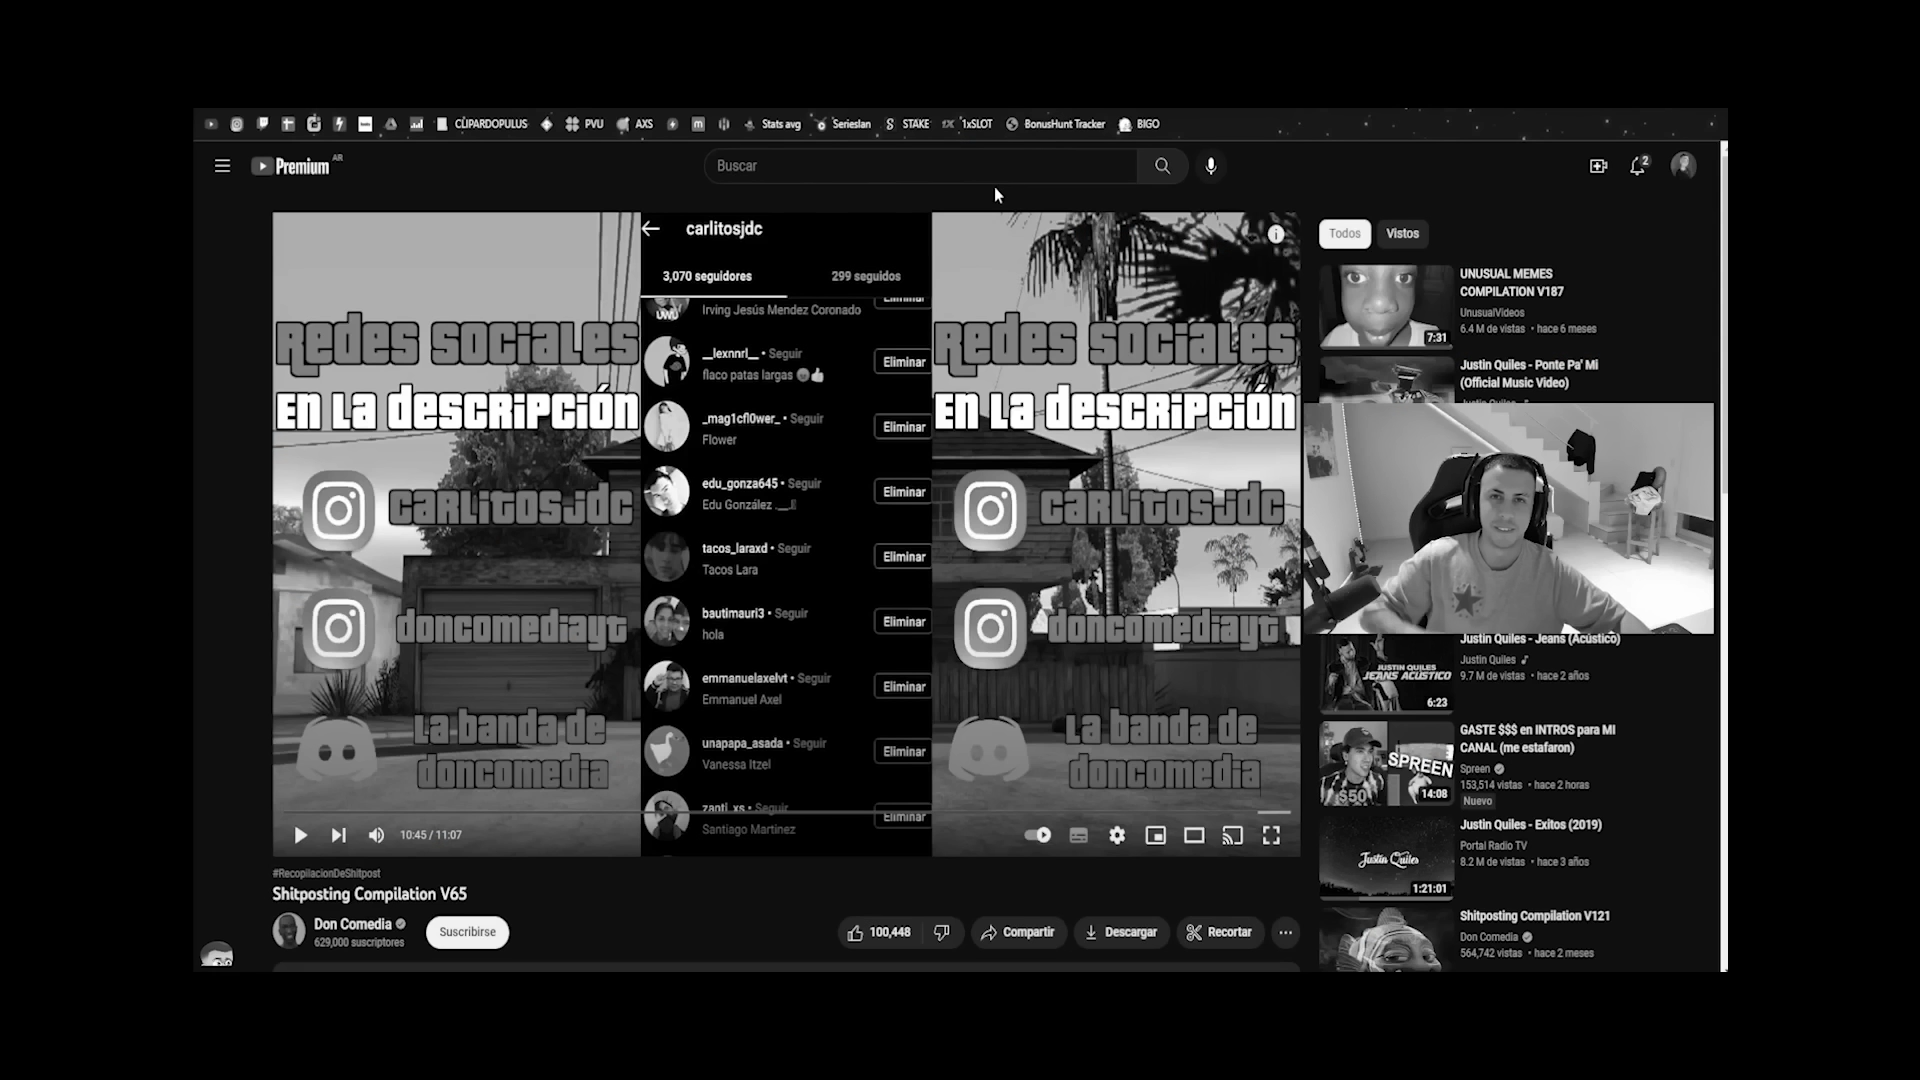 CLIPARDOPULUS
PVU
AXS
Stats avg
Serieslan
STAKE
1xSLOT
BonusHunt Tracker
BIGO
Premium AR
Buscar
2
carlitosjdc
3,070 seguidores
299 seguidos
Irving Jesús Mendez Coronado
__lexnnrl__ • Seguir
flaco patas largas
Eliminar
_mag1cfl0wer_ • Seguir
Flower
Eliminar
edu_gonza645 • Seguir
Edu González
Eliminar
tacos_laraxd • Seguir
Tacos Lara
Eliminar
bautimauri3 • Seguir
hola
Eliminar
emmanuelaxelvt • Seguir
Emmanuel Axel
Eliminar
unapapa_asada • Seguir
Vanessa Itzel
Eliminar
zanti_xs • Seguir
Santiago Martinez
Eliminar
Redes sociales
En la descripción
carlitosjdc
doncomediayt
La banda de
doncomedia
Redes sociales
En la descripción
carlitosjdc
doncomediayt
La banda de
doncomedia
10:45 / 11:07
#RecopilacionDeShitpost
Shitposting Compilation V65
Don Comedia
629,000 suscriptores
Suscribirse
100,448
Compartir
Descargar
Recortar
Todos
Vistos
UNUSUAL MEMES
COMPILATION V187
UnusualVideos
6.4 M de vistas • hace 6 meses
7:31
Justin Quiles - Ponte Pa' Mi
(Official Music Video)
Justin Quiles - Jeans (Acústico)
Justin Quiles
9.7 M de vistas • hace 2 años
JUSTIN QUILES
JEANS ACUSTICO
6:23
GASTE $$$ en INTROS para MI
CANAL (me estafaron)
Spreen
153,514 vistas • hace 2 horas
Nuevo
SPREEN
$50
14:08
Justin Quiles - Exitos (2019)
Portal Radio TV
8.2 M de vistas • hace 3 años
Justin Quiles
1:21:01
Shitposting Compilation V121
Don Comedia
564,742 vistas • hace 2 meses